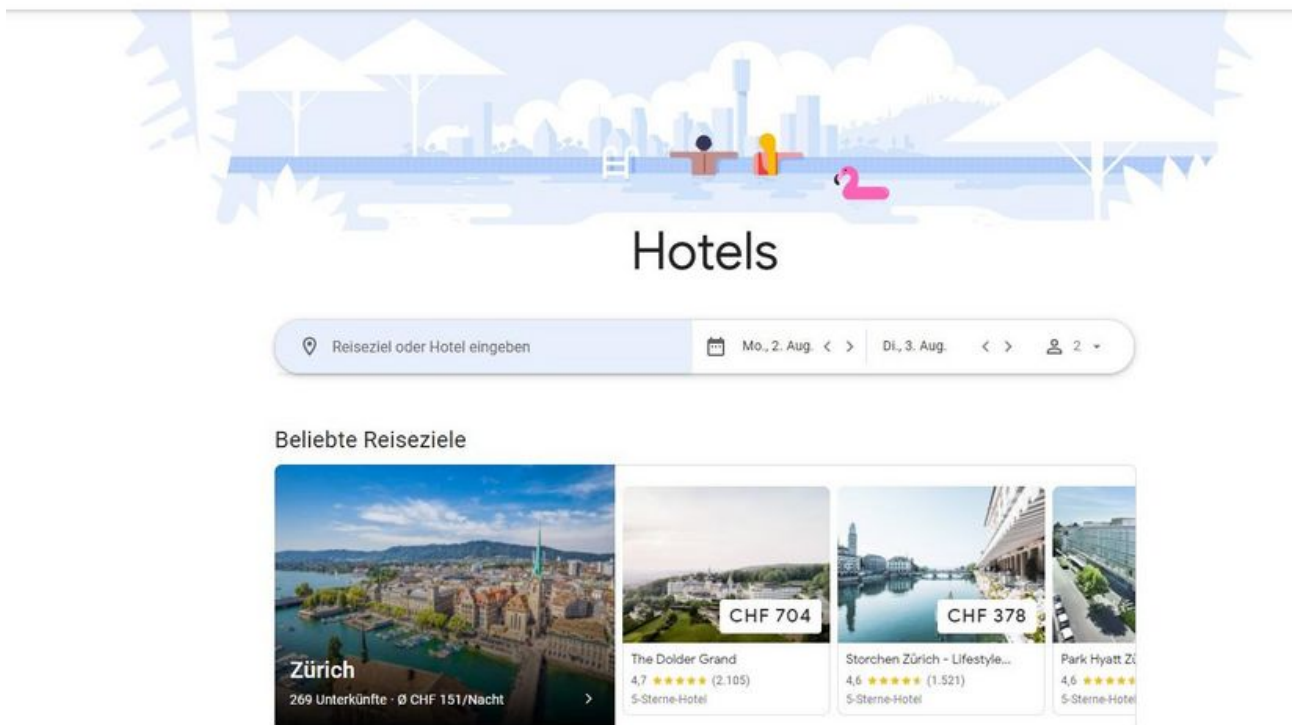 Hotels
Reiseziel oder Hotel eingeben
Mo., 2. Aug.
Di., 3. Aug.
2
Beliebte Reiseziele
Zürich
269 Unterkünfte · Ø CHF 151/Nacht
CHF 704
The Dolder Grand
4,7 ★★★★★ (2.105)
5-Sterne-Hotel
CHF 378
Storchen Zürich - Lifestyle...
4,6 ★★★★★ (1.521)
5-Sterne-Hotel
Park Hyatt
4,6 ★★★★★
5-Sterne-Hotel